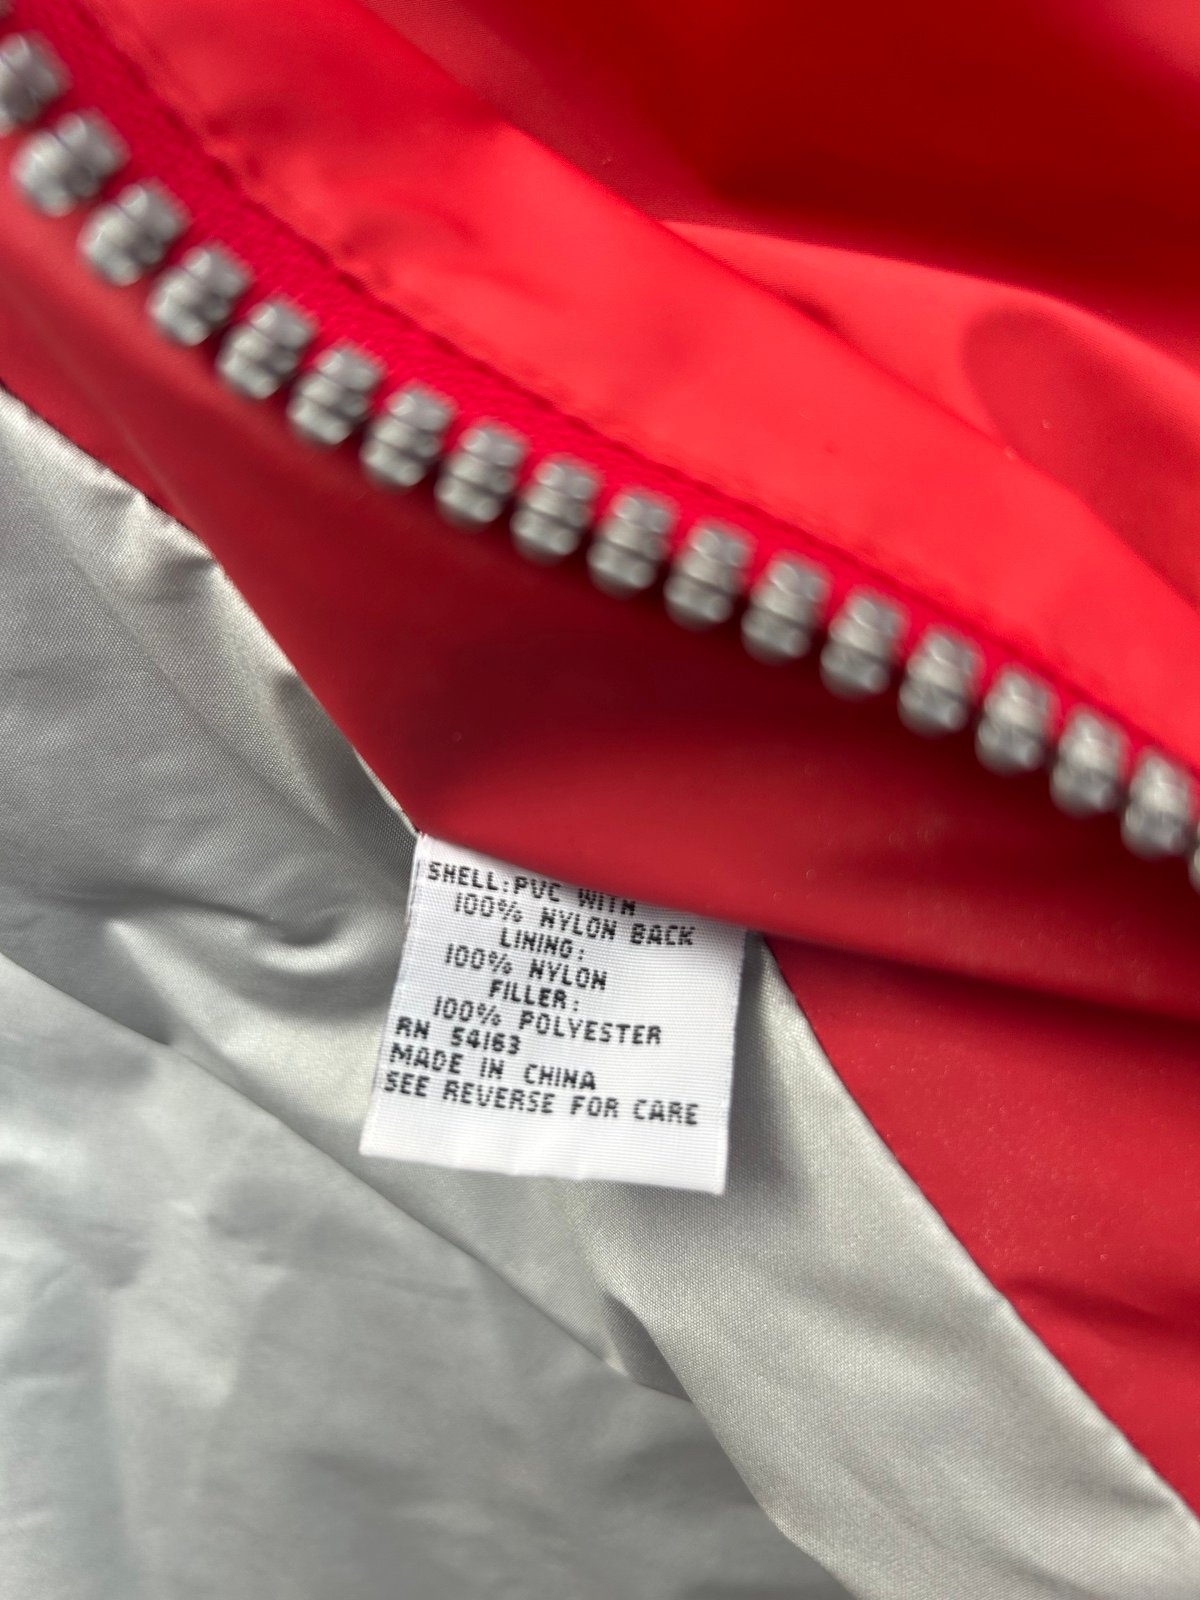 SHELL: PVC WITH
100% NYLON BACK
LINING:
100% NYLON
FILLER:
100% POLYESTER
RN 54163
MADE IN CHINA
SEE REVERSE FOR CARE